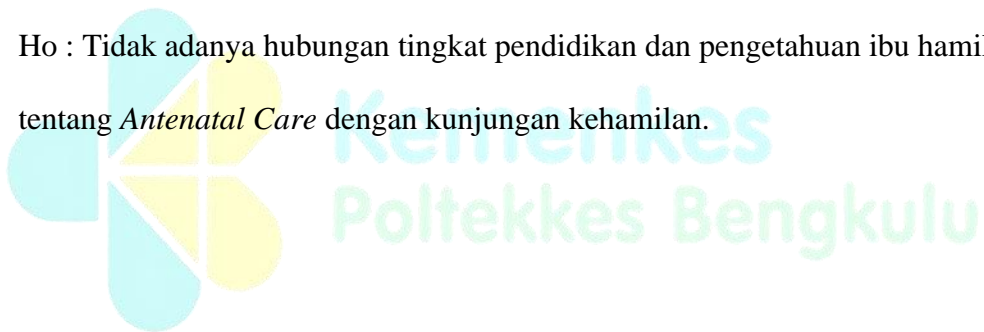 Ho : Tidak adanya hubungan tingkat pendidikan dan pengetahuan ibu hamil
tentang Antenatal Care dengan kunjungan kehamilan.
Kemenkes
Poltekkes Bengkulu